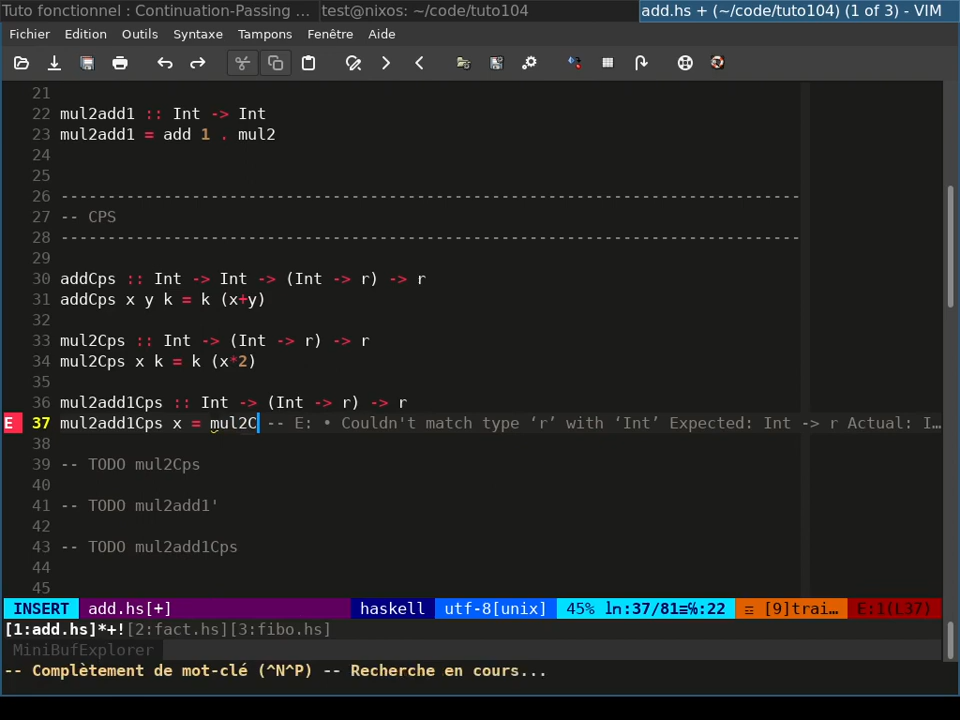 Tuto fonctionnel : Continuation-Passing ... test@nixos: ~/code/tuto104 add.hs + (~/code/tuto104) (1 of 3) - VIM
Fichier Edition Outils Syntaxe Tampons Fenêtre Aide
21
22 mul2add1 :: Int -> Int
23 mul2add1 = add 1 . mul2
24
25
26 -------------------------------------------------------------------------------
27 -- CPS
28 -------------------------------------------------------------------------------
29
30 addCps :: Int -> Int -> (Int -> r) -> r
31 addCps x y k = k (x+y)
32
33 mul2Cps :: Int -> (Int -> r) -> r
34 mul2Cps x k = k (x*2)
35
36 mul2add1Cps :: Int -> (Int -> r) -> r
E 37 mul2add1Cps x = mul2C -- E: • Couldn't match type ‘r’ with ‘Int’ Expected: Int -> r Actual: I…
38
39 -- TODO mul2Cps
40
41 -- TODO mul2add1'
42
43 -- TODO mul2add1Cps
44
45
INSERT add.hs[+] haskell utf-8[unix] 45% ln:37/81≡℅:22 ☲ [9]trai… E:1(L37)
[1:add.hs]*+![2:fact.hs][3:fibo.hs]
MiniBufExplorer
-- Complètement de mot-clé (^N^P) -- Recherche en cours...